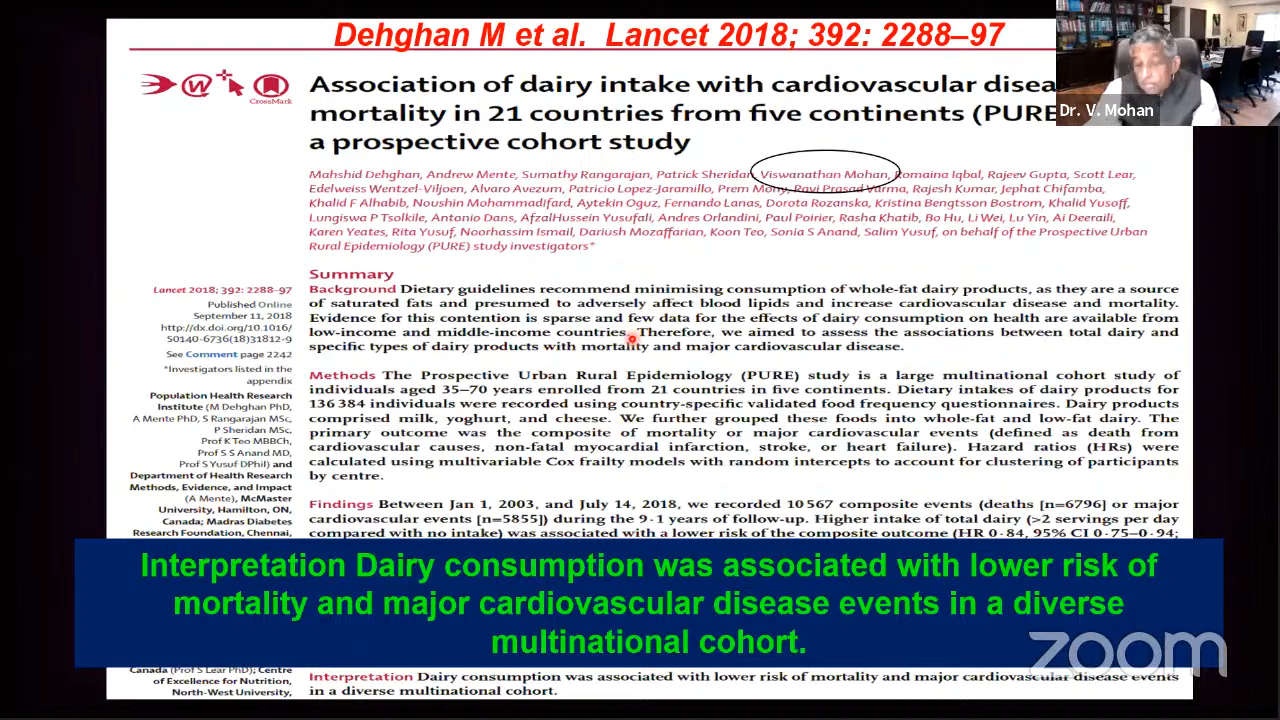 Dehghan M et al. Lancet 2018; 392: 2288–97
Dr. V. Mohan
CrossMark
Association of dairy intake with cardiovascular disea
mortality in 21 countries from five continents (PURE
a prospective cohort study
Mahshid Dehghan, Andrew Mente, Sumathy Rangarajan, Patrick Sheridan, Viswanathan Mohan, Romaina Iqbal, Rajeev Gupta, Scott Lear,
Edelweiss Wentzel-Viljoen, Alvaro Avezum, Patricio Lopez-Jaramillo, Prem Mony, Ravi Prasad Varma, Rajesh Kumar, Jephat Chifamba,
Khalid F Alhabib, Noushin Mohammadifard, Aytekin Oguz, Fernando Lanas, Dorota Rozanska, Kristina Bengtsson Bostrom, Khalid Yusoff,
Lungiswa P Tsolkile, Antonio Dans, AfzalHussein Yusufali, Andres Orlandini, Paul Poirier, Rasha Khatib, Bo Hu, Li Wei, Lu Yin, Ai Deeraili,
Karen Yeates, Rita Yusuf, Noorhassim Ismail, Dariush Mozaffarian, Koon Teo, Sonia S Anand, Salim Yusuf, on behalf of the Prospective Urban
Rural Epidemiology (PURE) study investigators*
Summary
Background Dietary guidelines recommend minimising consumption of whole-fat dairy products, as they are a source
of saturated fats and presumed to adversely affect blood lipids and increase cardiovascular disease and mortality.
Evidence for this contention is sparse and few data for the effects of dairy consumption on health are available from
low-income and middle-income countries. Therefore, we aimed to assess the associations between total dairy and
specific types of dairy products with mortality and major cardiovascular disease.
Methods The Prospective Urban Rural Epidemiology (PURE) study is a large multinational cohort study of
individuals aged 35–70 years enrolled from 21 countries in five continents. Dietary intakes of dairy products for
136 384 individuals were recorded using country-specific validated food frequency questionnaires. Dairy products
comprised milk, yoghurt, and cheese. We further grouped these foods into whole-fat and low-fat dairy. The
primary outcome was the composite of mortality or major cardiovascular events (defined as death from
cardiovascular causes, non-fatal myocardial infarction, stroke, or heart failure). Hazard ratios (HRs) were
calculated using multivariable Cox frailty models with random intercepts to account for clustering of participants
by centre.
Findings Between Jan 1, 2003, and July 14, 2018, we recorded 10 567 composite events (deaths [n=6796] or major
cardiovascular events [n=5855]) during the 9·1 years of follow-up. Higher intake of total dairy (>2 servings per day
compared with no intake) was associated with a lower risk of the composite outcome (HR 0·84, 95% CI 0·75–0·94;
Lancet 2018; 392: 2288–97
Published Online
September 11, 2018
http://dx.doi.org/10.1016/
S0140-6736(18)31812-9
See Comment page 2242
*Investigators listed in the
appendix
Population Health Research
Institute (M Dehghan PhD,
A Mente PhD, S Rangarajan MSc,
P Sheridan MSc,
Prof K Teo MBBCh,
Prof S S Anand MD,
Prof S Yusuf DPhil) and
Department of Health Research
Methods, Evidence, and Impact
(A Mente), McMaster
University, Hamilton, ON,
Canada; Madras Diabetes
Research Foundation, Chennai,
Interpretation Dairy consumption was associated with lower risk of
mortality and major cardiovascular disease events in a diverse
multinational cohort.
zoom
Canada (Prof S Lear PhD); Centre
of Excellence for Nutrition,
North-West University,
Interpretation Dairy consumption was associated with lower risk of mortality and major cardiovascular disease events
in a diverse multinational cohort.